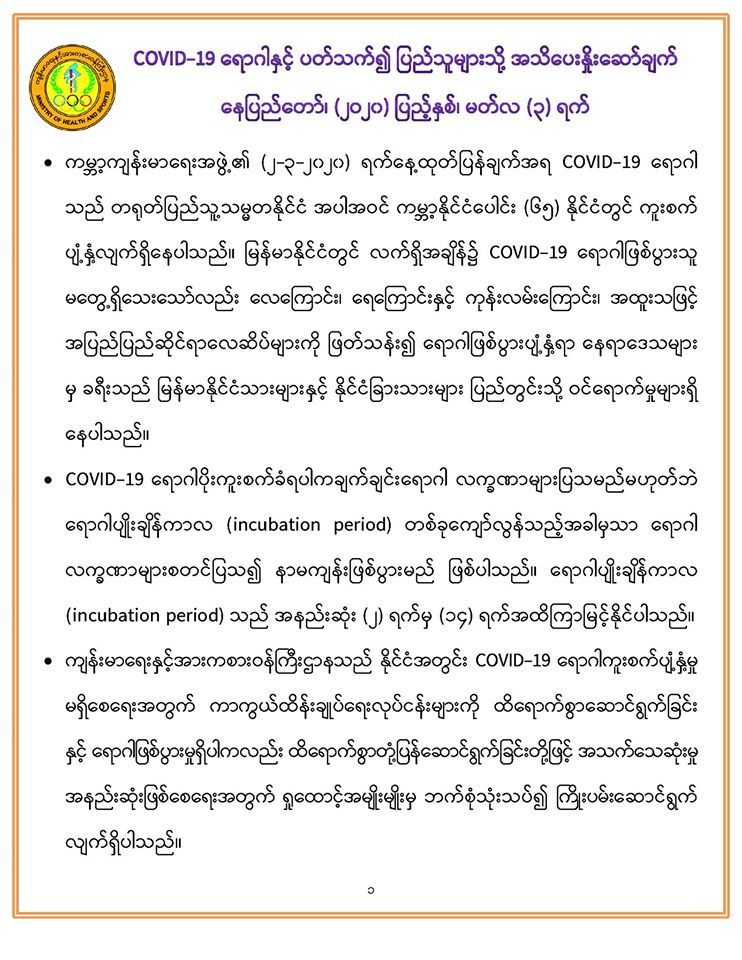 COVID-19 ရောဂါနှင့် ပတ်သက်၍ ပြည်သူများသို့ အသိပေးနှိုးဆော်ချက်
နေပြည်တော်၊ (၂၀၂၀) ပြည့်နှစ်၊ မတ်လ (၃) ရက်
MINISTRY OF HEALTH AND SPORTS
• ကမ္ဘာ့ကျန်းမာရေးအဖွဲ့၏ (၂-၃-၂၀၂၀) ရက်နေ့ထုတ်ပြန်ချက်အရ COVID-19 ရောဂါ
သည် တရုတ်ပြည်သူ့သမ္မတနိုင်ငံ အပါအဝင် ကမ္ဘာ့နိုင်ငံပေါင်း (၆၅) နိုင်ငံတွင် ကူးစက်
ပျံ့နှံ့လျက်ရှိနေပါသည်။ မြန်မာနိုင်ငံတွင် လက်ရှိအချိန်၌ COVID-19 ရောဂါဖြစ်ပွားသူ
မတွေ့ရှိသေးသော်လည်း လေကြောင်း၊ ရေကြောင်းနှင့် ကုန်းလမ်းကြောင်း၊ အထူးသဖြင့်
အပြည်ပြည်ဆိုင်ရာလေဆိပ်များကို ဖြတ်သန်း၍ ရောဂါဖြစ်ပွားပျံ့နှံ့ရာ နေရာဒေသများ
မှ ခရီးသည် မြန်မာနိုင်ငံသားများနှင့် နိုင်ငံခြားသားများ ပြည်တွင်းသို့ ဝင်ရောက်မှုများရှိ
နေပါသည်။
• COVID-19 ရောဂါပိုးကူးစက်ခံရပါကချက်ချင်းရောဂါ လက္ခဏာများပြသမည်မဟုတ်ဘဲ
ရောဂါပျိုးချိန်ကာလ (incubation period) တစ်ခုကျော်လွန်သည့်အခါမှသာ ရောဂါ
လက္ခဏာများစတင်ပြသ၍ နာမကျန်းဖြစ်ပွားမည် ဖြစ်ပါသည်။ ရောဂါပျိုးချိန်ကာလ
(incubation period) သည် အနည်းဆုံး (၂) ရက်မှ (၁၄) ရက်အထိကြာမြင့်နိုင်ပါသည်။
• ကျန်းမာရေးနှင့်အားကစားဝန်ကြီးဌာနသည် နိုင်ငံအတွင်း COVID-19 ရောဂါကူးစက်ပျံ့နှံ့မှု
မရှိစေရေးအတွက် ကာကွယ်ထိန်းချုပ်ရေးလုပ်ငန်းများကို ထိရောက်စွာဆောင်ရွက်ခြင်း
နှင့် ရောဂါဖြစ်ပွားမှုရှိပါကလည်း ထိရောက်စွာတုံ့ပြန်ဆောင်ရွက်ခြင်းတို့ဖြင့် အသက်သေဆုံးမှု
အနည်းဆုံးဖြစ်စေရေးအတွက် ရှုထောင့်အမျိုးမျိုးမှ ဘက်စုံသုံးသပ်၍ ကြိုးပမ်းဆောင်ရွက်
လျက်ရှိပါသည်။
၁